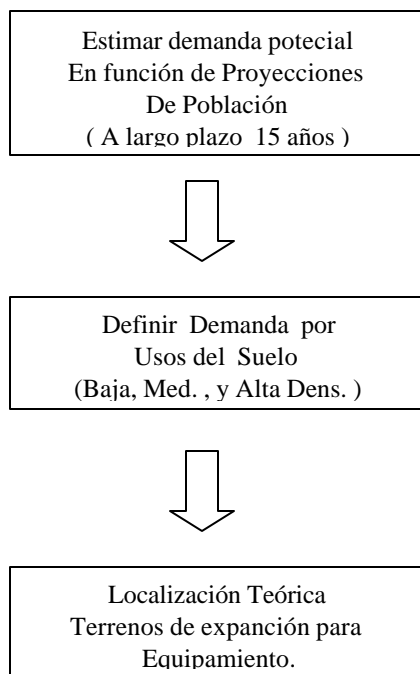 Estimar demanda potecial
En función de Proyecciones
De Población
( A largo plazo 15 años )
Definir Demanda por
Usos del Suelo
(Baja, Med. , y Alta Dens. )
Localización Teórica
Terrenos de expanción para
Equipamiento.